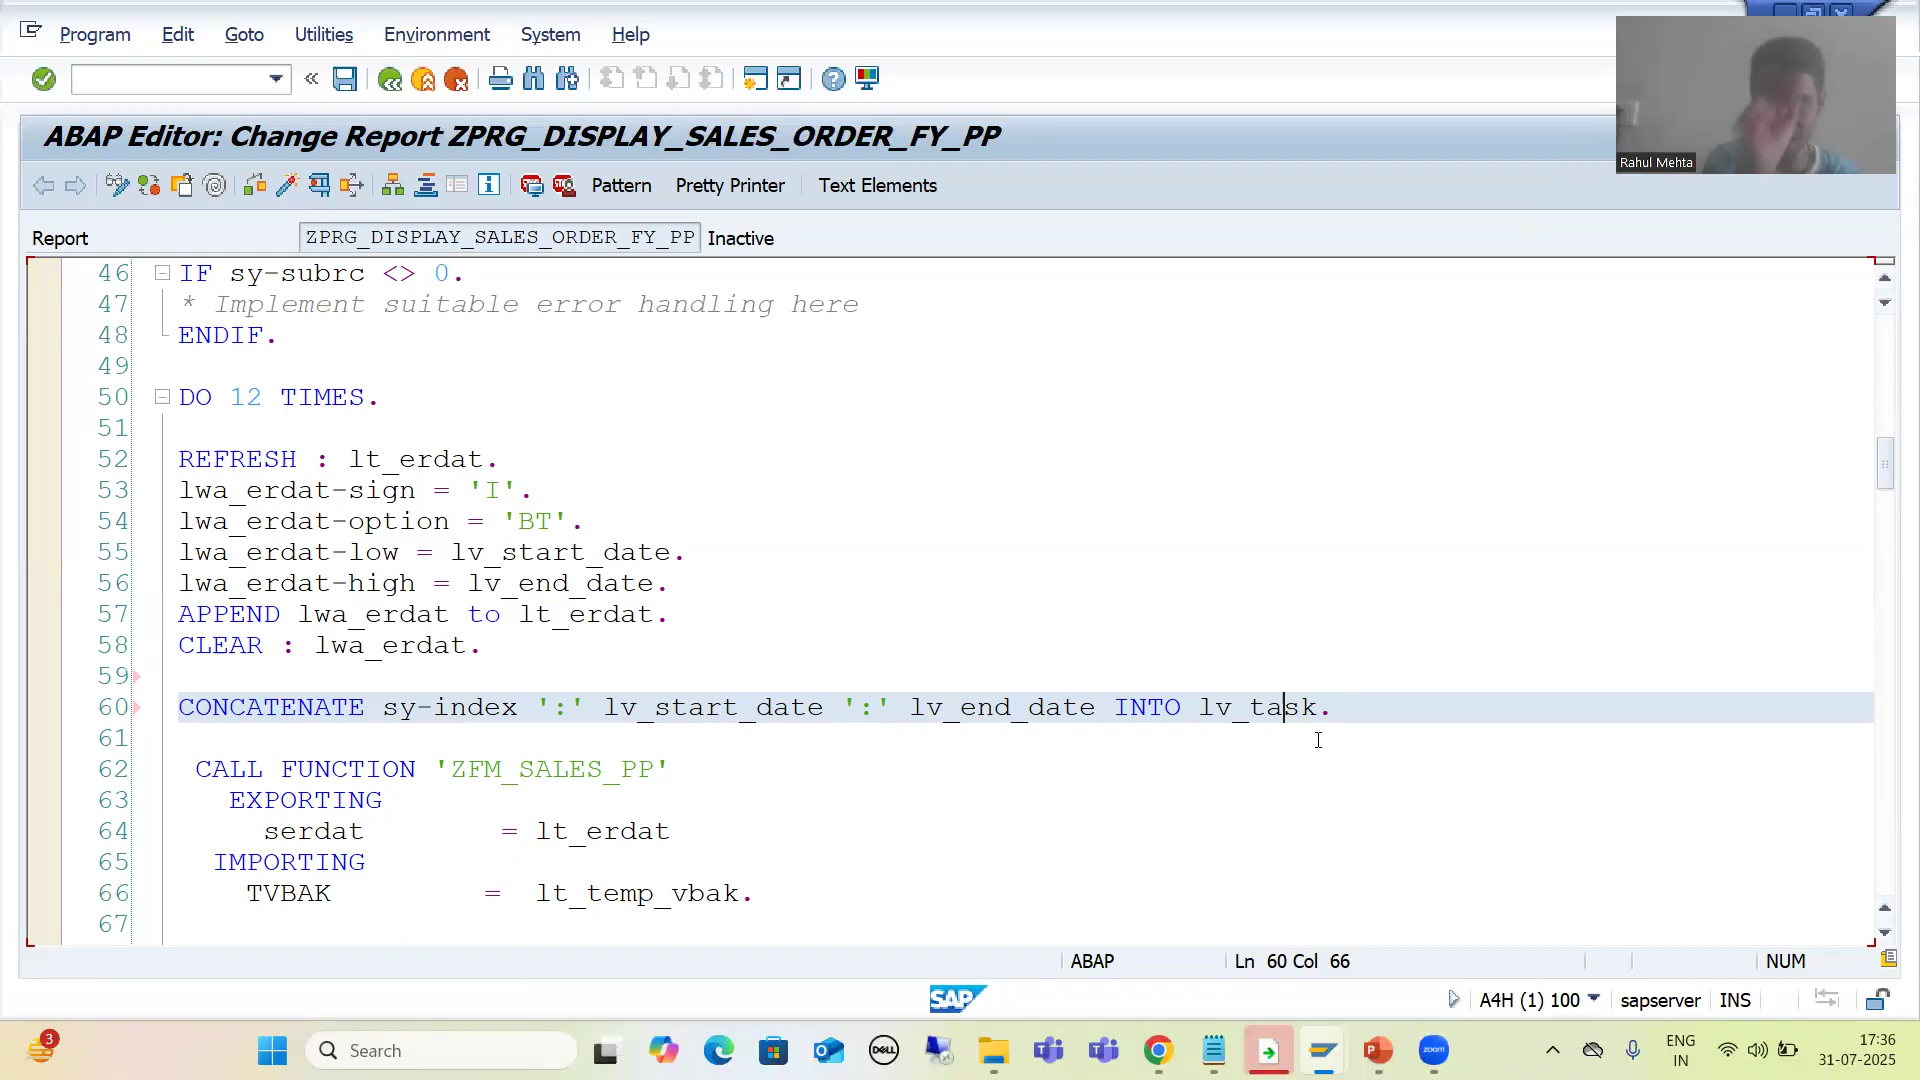 Program Edit Goto Utilities Environment System Help
ABAP Editor: Change Report ZPRG_DISPLAY_SALES_ORDER_FY_PP
Rahul Mehta
Pattern Pretty Printer Text Elements
Report ZPRG_DISPLAY_SALES_ORDER_FY_PP Inactive
46 IF sy-subrc <> 0.
47 * Implement suitable error handling here
48 ENDIF.
49
50 DO 12 TIMES.
51
52 REFRESH : lt_erdat.
53 lwa_erdat-sign = 'I'.
54 lwa_erdat-option = 'BT'.
55 lwa_erdat-low = lv_start_date.
56 lwa_erdat-high = lv_end_date.
57 APPEND lwa_erdat to lt_erdat.
58 CLEAR : lwa_erdat.
59
60 CONCATENATE sy-index ':' lv_start_date ':' lv_end_date INTO lv_task.
61
62 CALL FUNCTION 'ZFM_SALES_PP'
63 EXPORTING
64 serdat = lt_erdat
65 IMPORTING
66 TVBAK = lt_temp_vbak.
67
ABAP Ln 60 Col 66 NUM
SAP A4H (1) 100 sapserver INS
3 Search DELL zoom ENG 17:36
IN 31-07-2025